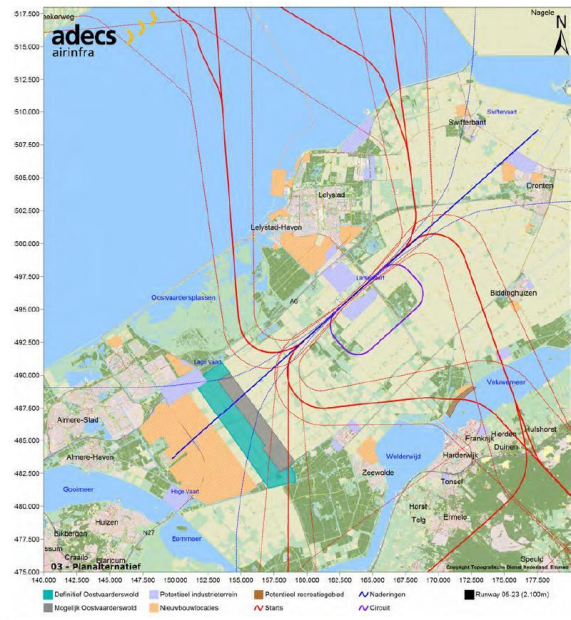 517.500
515.000
512.500
510.000
507.500
505.000
502.500
500.000
497.500
495.000
492.500
490.000
487.500
485.000
482.500
480.000
477.500
475.000
adecs
airinfra
N
Nagele
Swifterbant
Dronten
Lelystad
Lelystad-Haven
Oostvaardersplassen
A6
Biddinghuizen
Lage Vaart
Almere-Stad
Almere-Haven
Gooimeer
Hoge Vaart
Huizen
Eemmeer
N27
Blaricum
Zeewolde
Wolderwijd
Veluwemeer
Harderwijk
Frankrijk
Hierden
Hulshorst
Duinen
Tonsel
Horst
Telg
Ermelo
Speuld
03 - Planalternatief
140.000 142.500 145.000 147.500 150.000 152.500 155.000 157.500 160.000 162.500 165.000 167.500 170.000 172.500 175.000 177.500
Definitief Oostvaarderswold
Potentieel industrieterrein
Potentieel recreatiegebied
Naderingen
Runway 05-23 (2.100m)
Mogelijk Oostvaarderswold
Nieuwbouwlocaties
Starts
Circuit